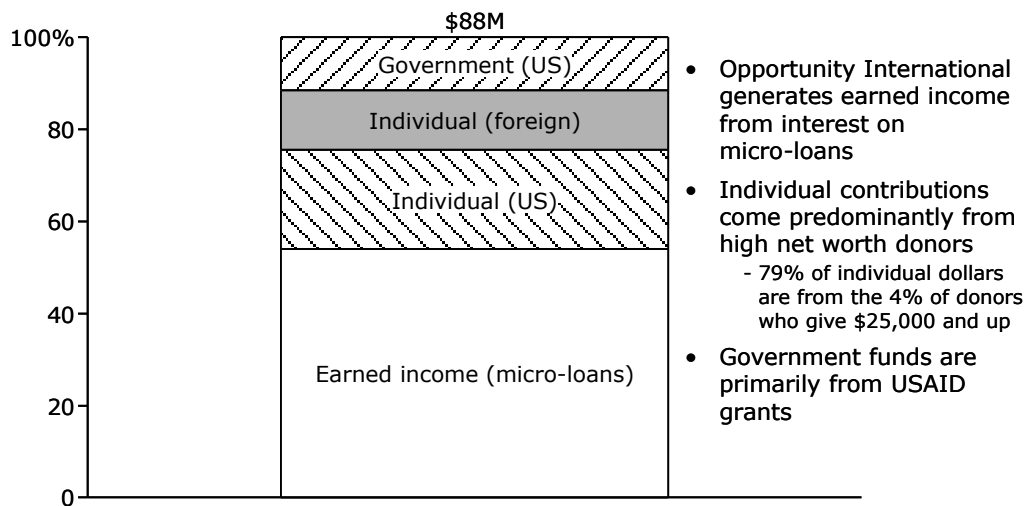 $88M
100%
80
60
40
20
0
Government (US)
Individual (foreign)
Individual (US)
Earned income (micro-loans)
• Opportunity International
generates earned income
from interest on
micro-loans
• Individual contributions
come predominantly from
high net worth donors
- 79% of individual dollars
are from the 4% of donors
who give $25,000 and up
• Government funds are
primarily from USAID
grants